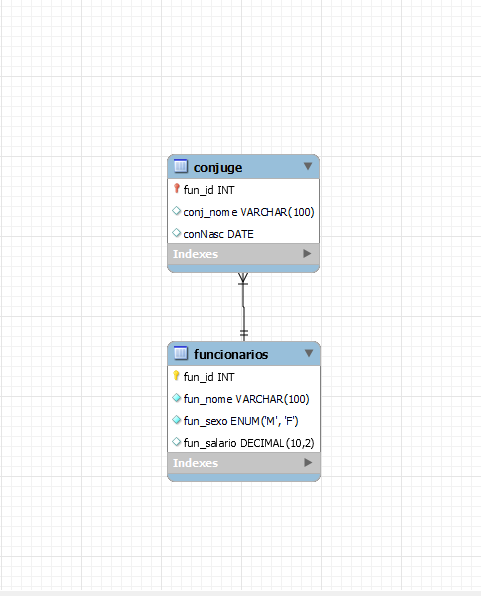 conjuge
fun_id INT
conj_nome VARCHAR(100)
conNasc DATE
Indexes
funcionarios
fun_id INT
fun_nome VARCHAR(100)
fun_sexo ENUM('M', 'F')
fun_salario DECIMAL(10,2)
Indexes